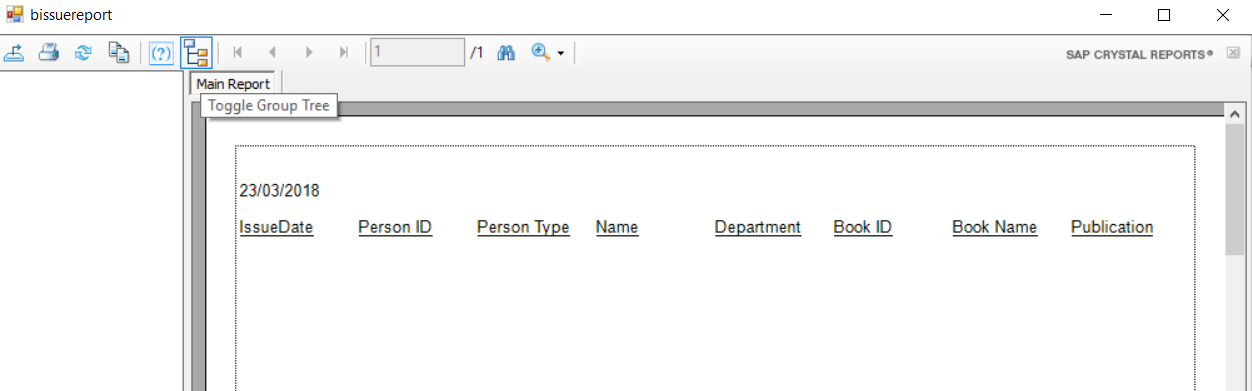 bissuereport
(?)
1 /1
SAP CRYSTAL REPORTS®
Main Report
Toggle Group Tree
23/03/2018
IssueDate Person ID Person Type Name Department Book ID Book Name Publication